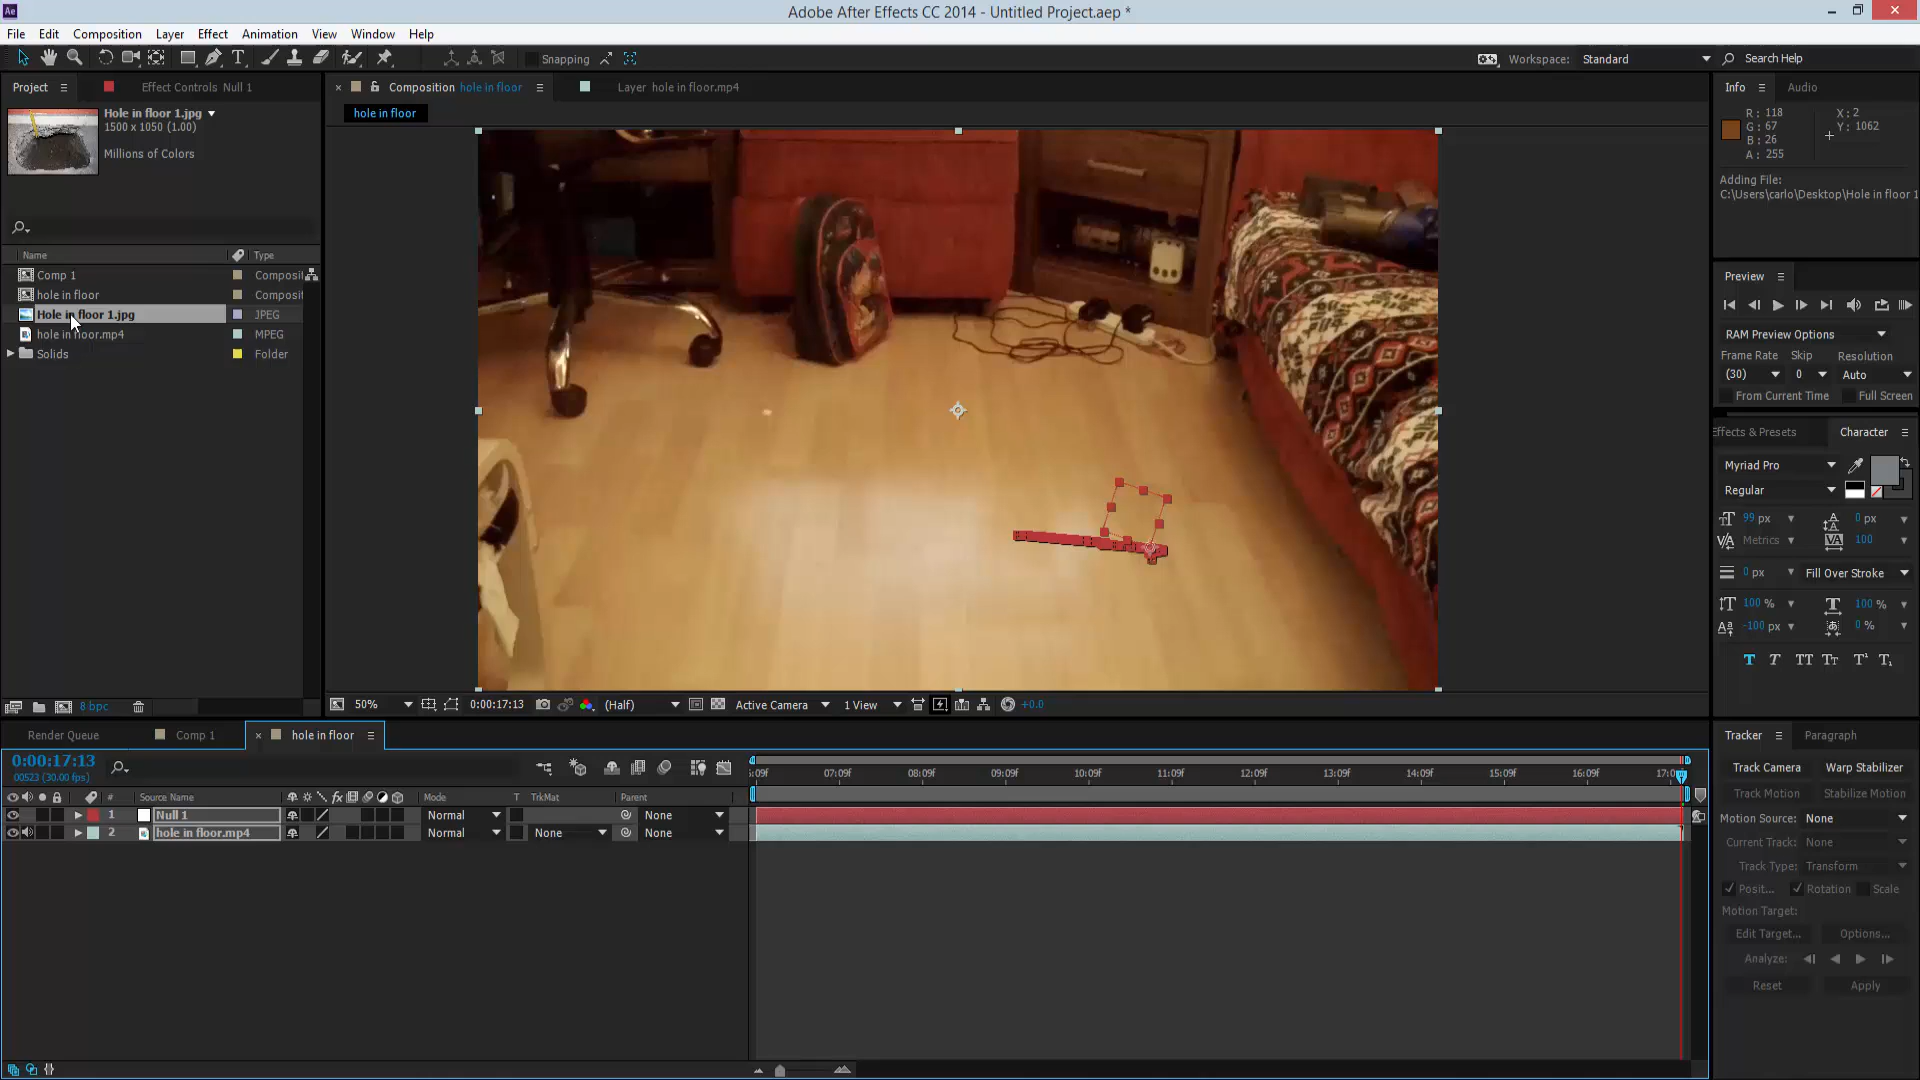 Adobe After Effects CC 2014 - Untitled Project.aep *
File Edit Composition Layer Effect Animation View Window Help
Snapping
Workspace: Standard
Search Help
Project
Effect Controls Null 1
Hole in floor 1.jpg
1500 x 1050 (1.00)
Millions of Colors
Name Type
Comp 1 Composit
hole in floor Composit
Hole in floor 1.jpg JPEG
hole in floor.mp4 MPEG
Solids Folder
8 bpc
Composition hole in floor
Layer hole in floor.mp4
hole in floor
50%
0:00:17:13
(Half)
Active Camera
1 View
+0.0
Info Audio
R: 118
G: 67
B: 26
A: 255
X: 2
Y: 1062
Adding File:
C:\Users\carlo\Desktop\Hole in floor 1
Preview
RAM Preview Options
Frame Rate Skip Resolution
(30) 0 Auto
From Current Time Full Screen
Effects & Presets Character
Myriad Pro
Regular
99 px 0 px
Metrics 100
0 px Fill Over Stroke
100 % 100 %
-100 px 0 %
Tracker Paragraph
Track Camera Warp Stabilizer
Track Motion Stabilize Motion
Motion Source: None
Current Track: None
Track Type: Transform
Posit... Rotation Scale
Motion Target:
Edit Target... Options...
Analyze:
Reset Apply
Render Queue Comp 1 hole in floor
0:00:17:13
00523 (30.00 fps)
07:09f 08:09f 09:09f 10:09f 11:09f 12:09f 13:09f 14:09f 15:09f 16:09f
# Source Name Mode T TrkMat Parent
1 Null 1 Normal None
2 hole in floor.mp4 Normal None None